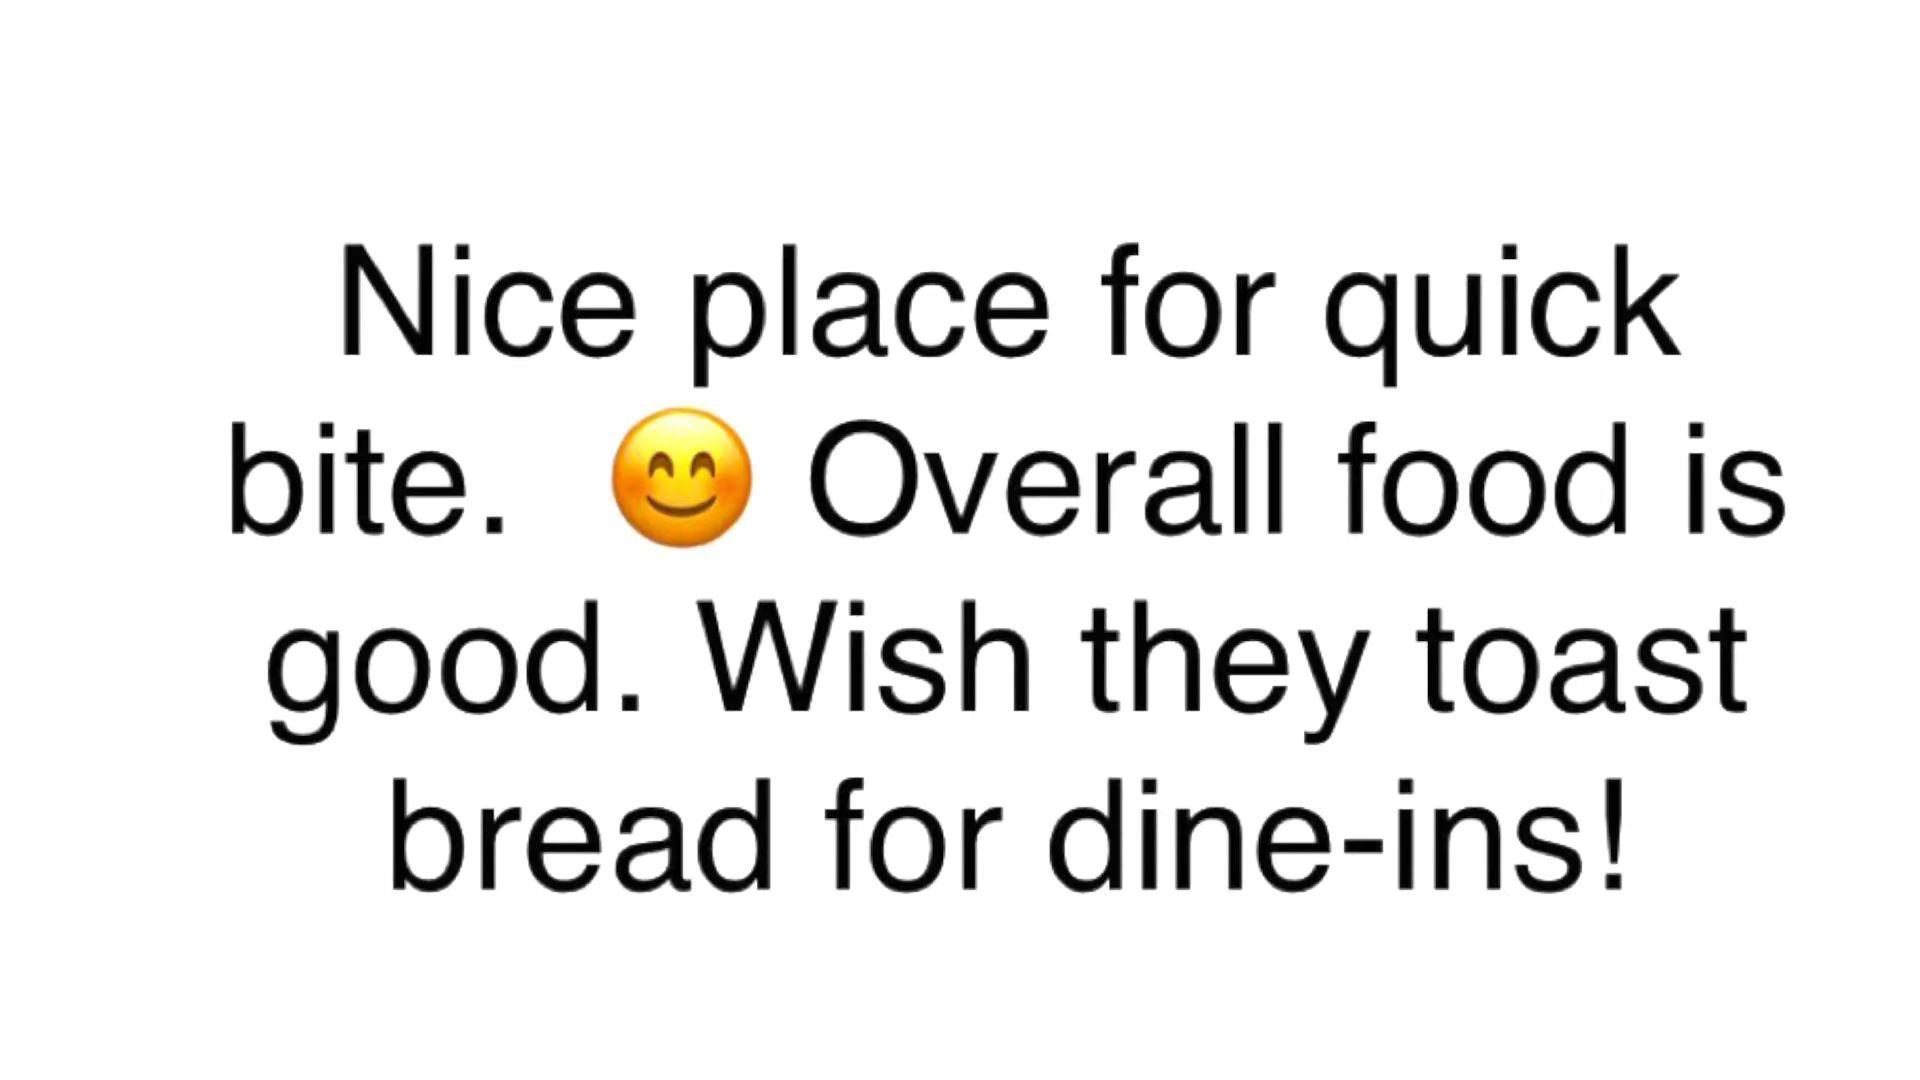 Nice place for quick
bite.  😊 Overall food is
good. Wish they toast
bread for dine-ins!